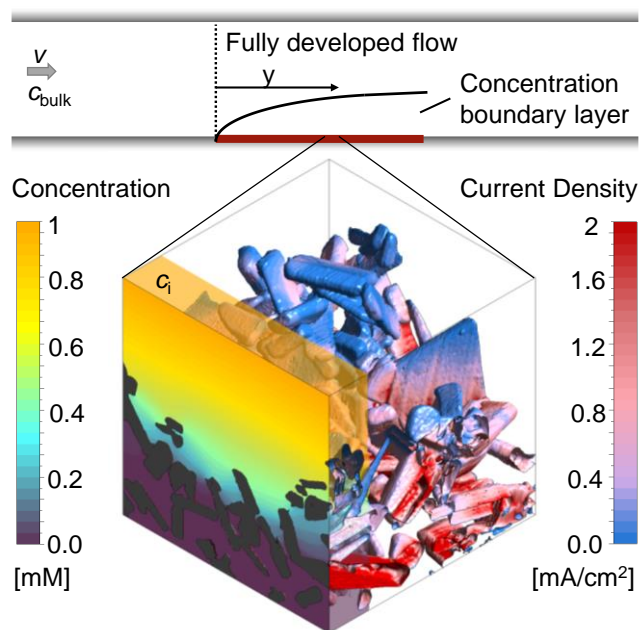 Fully developed flow
v
y
c_bulk
Concentration
boundary layer
Concentration
Current Density
1
2
c_i
0.8
1.6
0.6
1.2
0.4
0.8
0.2
0.4
0.0
0.0
[mM]
[mA/cm²]